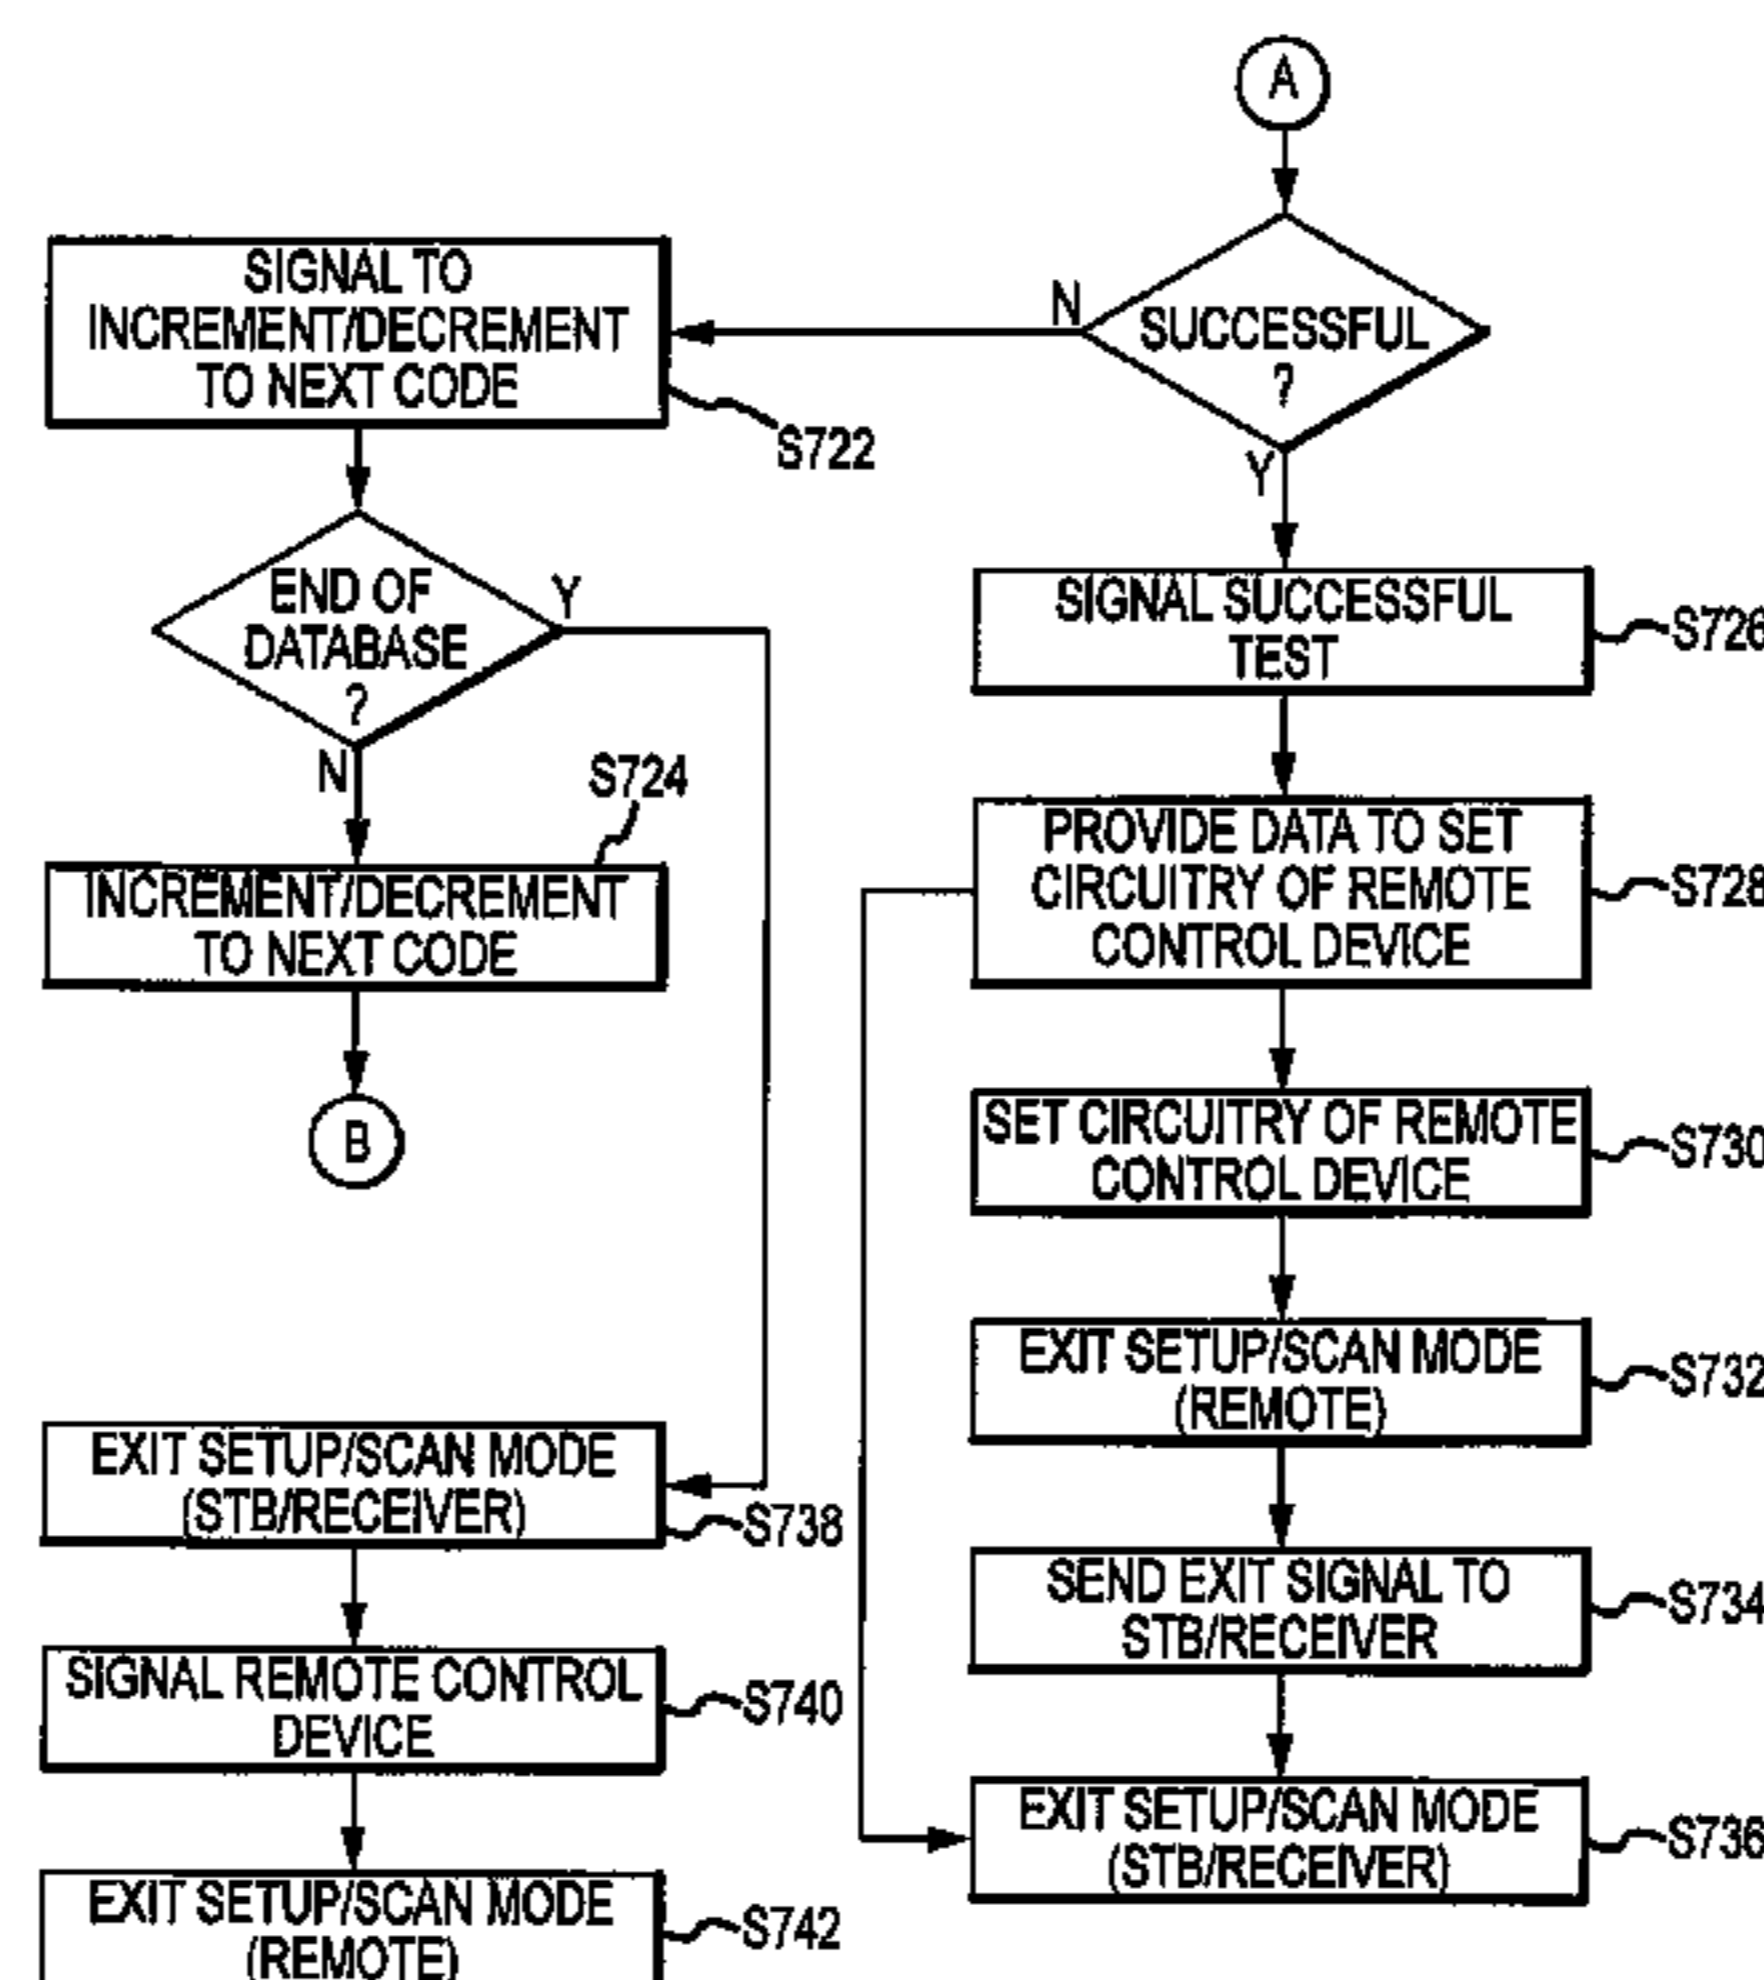 A
SUCCESSFUL
?
N
Y
SIGNAL TO
INCREMENT/DECREMENT
TO NEXT CODE
S722
END OF
DATABASE
?
Y
N
S724
INCREMENT/DECREMENT
TO NEXT CODE
B
SIGNAL SUCCESSFUL
TEST
S726
PROVIDE DATA TO SET
CIRCUITRY OF REMOTE
CONTROL DEVICE
S728
SET CIRCUITRY OF REMOTE
CONTROL DEVICE
S730
EXIT SETUP/SCAN MODE
(REMOTE)
S732
SEND EXIT SIGNAL TO
STB/RECEIVER
S734
EXIT SETUP/SCAN MODE
(STB/RECEIVER)
S736
EXIT SETUP/SCAN MODE
(STB/RECEIVER)
S738
SIGNAL REMOTE CONTROL
DEVICE
S740
EXIT SETUP/SCAN MODE
(REMOTE)
S742